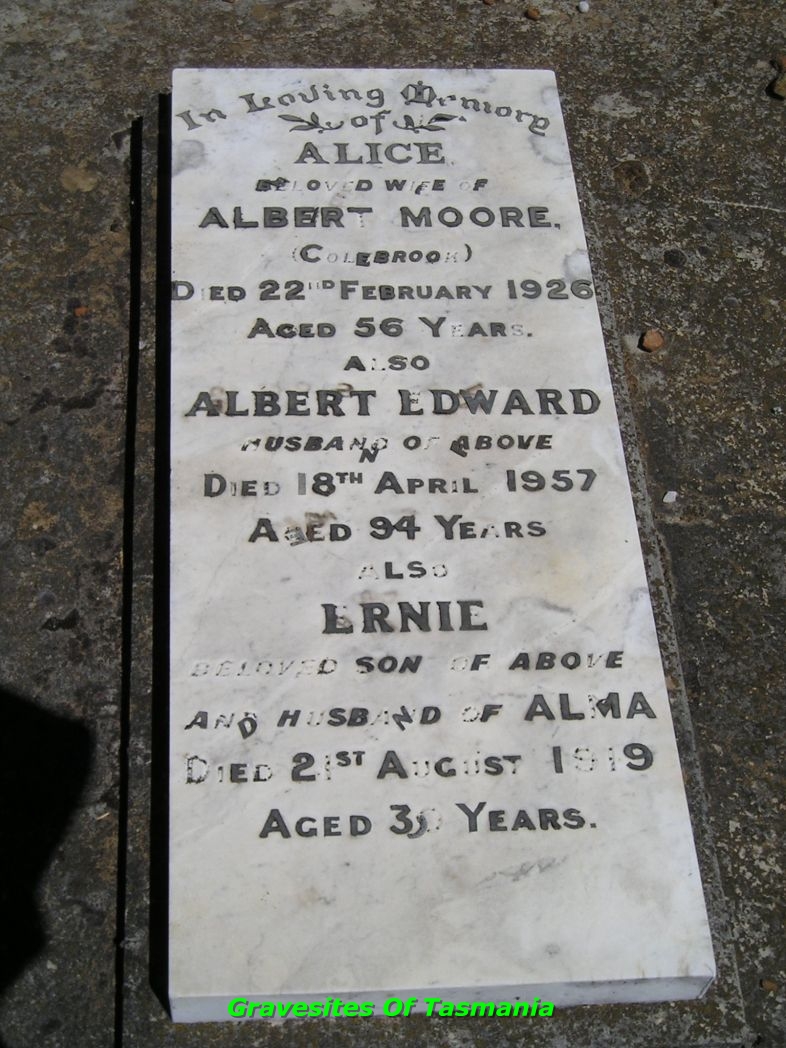 In Loving Memory
of
ALICE
BELOVED WIFE OF
ALBERT MOORE,
(COLEBROOK)
DIED 22ND FEBRUARY 1926
AGED 56 YEARS.
ALSO
ALBERT EDWARD
HUSBAND OF ABOVE
DIED 18TH APRIL 1957
AGED 94 YEARS
ALSO
ERNIE
BELOVED SON OF ABOVE
AND HUSBAND OF ALMA
DIED 21ST AUGUST
AGED YEARS.
Gravesites Of Tasmania